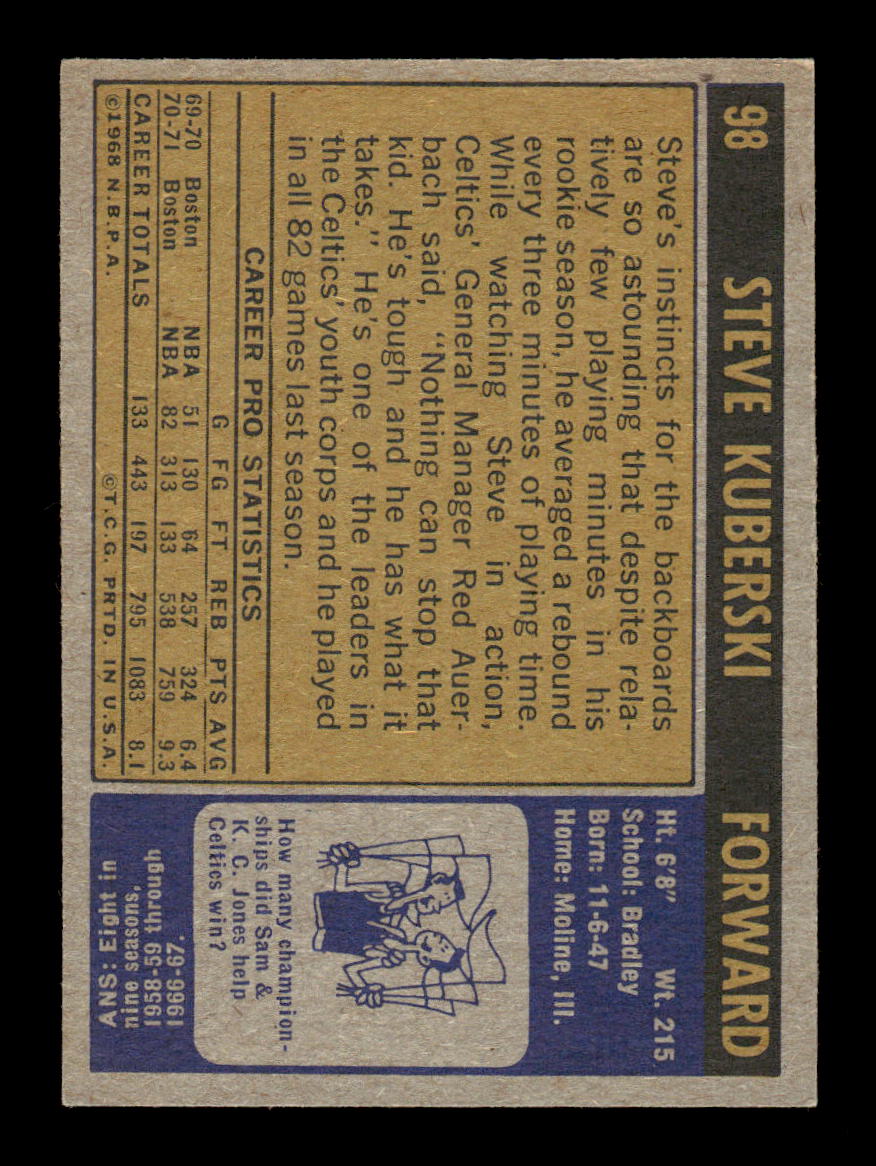 98 STEVE KUBERSKI FORWARD
Steve's instincts for the backboards
are so astounding that despite rela-
tively few playing minutes in his
rookie season, he averaged a rebound
every three minutes of playing time.
While watching Steve in action,
Celtics' General Manager Red Auer-
bach said, "Nothing can stop that
kid. He's tough and he has what it
takes." He's one of the leaders in
the Celtics' youth corps and he played
in all 82 games last season.
CAREER PRO STATISTICS
G FG FT REB PTS AVG
69-70 Boston NBA 51 130 64 257 324 6.4
70-71 Boston NBA 82 313 133 538 759 9.3
CAREER TOTALS 133 443 197 795 1083 8.1
©1968 N.B.P.A. ©T.C.G. PRTD. IN U.S.A.
Ht. 6'8" Wt. 215
School: Bradley
Born: 11-6-47
Home: Moline, Ill.
How many champion-
ships did Sam &
K. C. Jones help
Celtics win?
ANS: Eight in
nine seasons,
1958-59 through
1966-67.